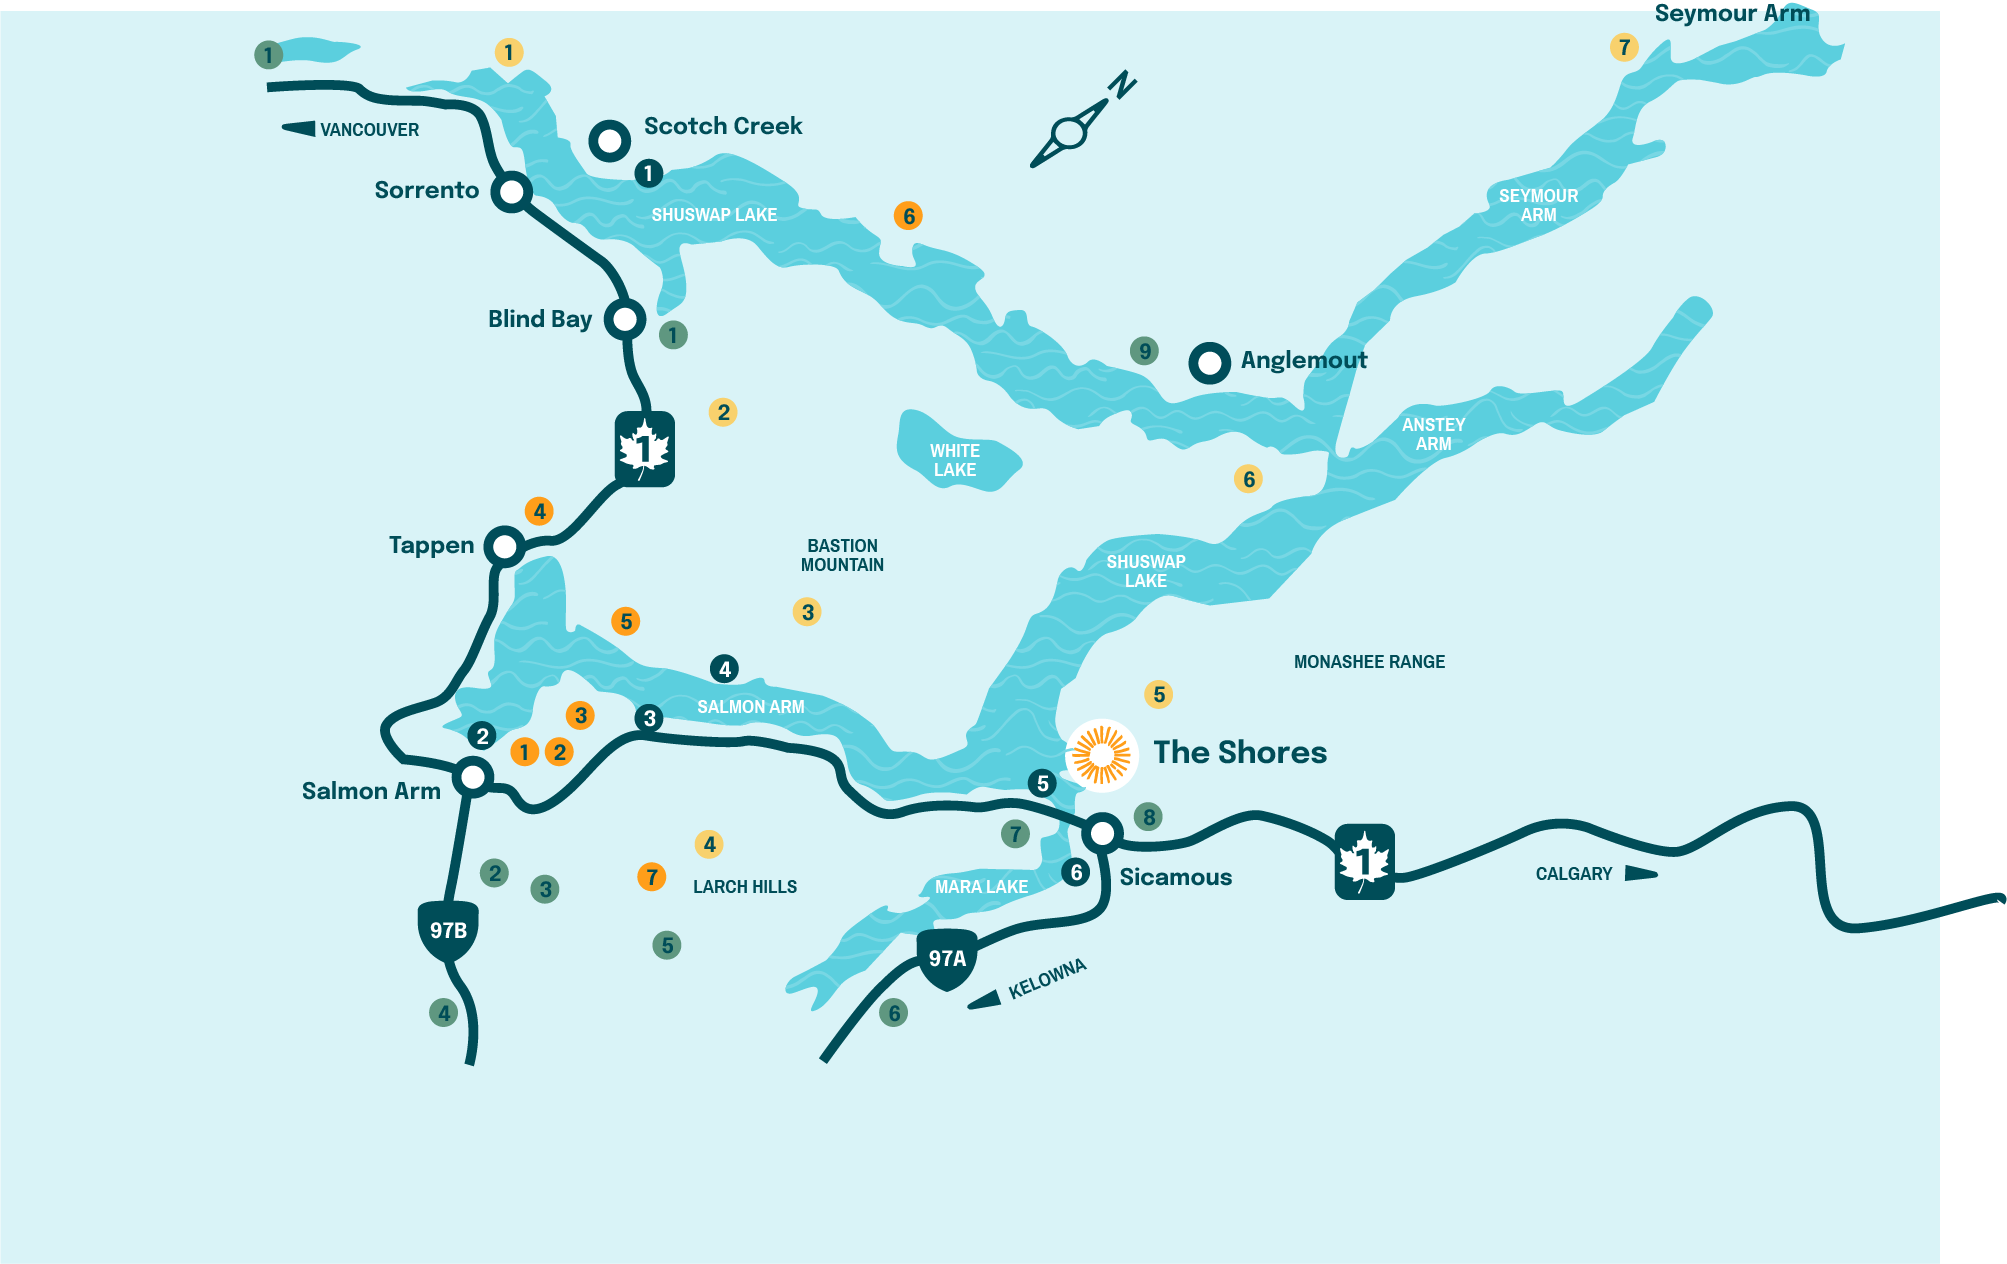 Seymour Arm
7
1
1
N
VANCOUVER
Scotch Creek
1
Sorrento
SHUSWAP LAKE
6
SEYMOUR
ARM
Blind Bay
1
9
Anglemout
2
1
WHITE
LAKE
ANSTEY
ARM
6
4
Tappen
BASTION
MOUNTAIN
SHUSWAP
LAKE
3
5
4
MONASHEE RANGE
5
SALMON ARM
3
3
2
1
2
The Shores
Salmon Arm
5
7
8
4
1
CALGARY
2
3
7
LARCH HILLS
MARA LAKE
6
Sicamous
97B
5
97A
KELOWNA
4
6